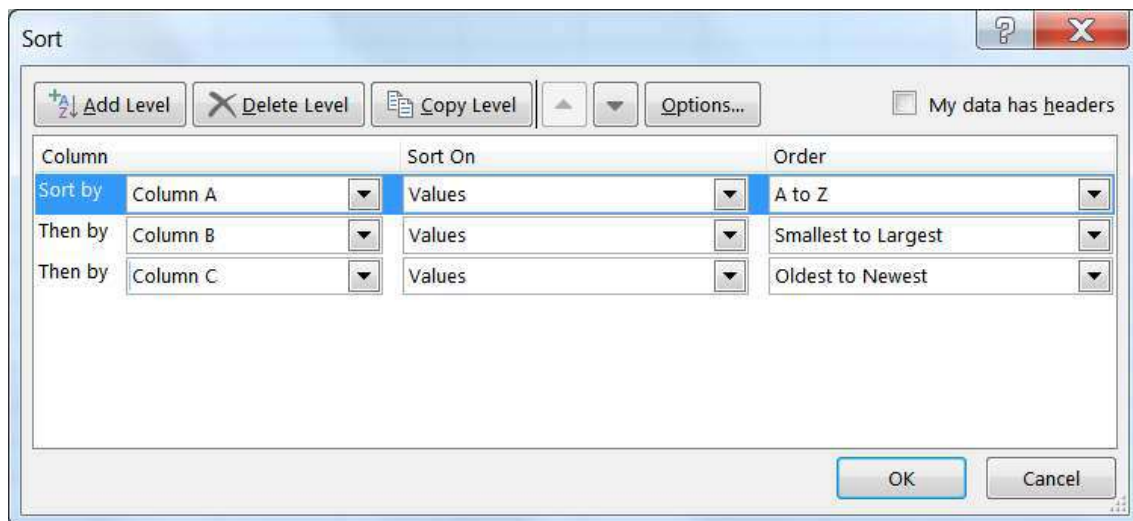 Sort
Add Level Delete Level Copy Level Options... My data has headers
Column Sort On Order
Sort by Column A Values A to Z
Then by Column B Values Smallest to Largest
Then by Column C Values Oldest to Newest
OK Cancel